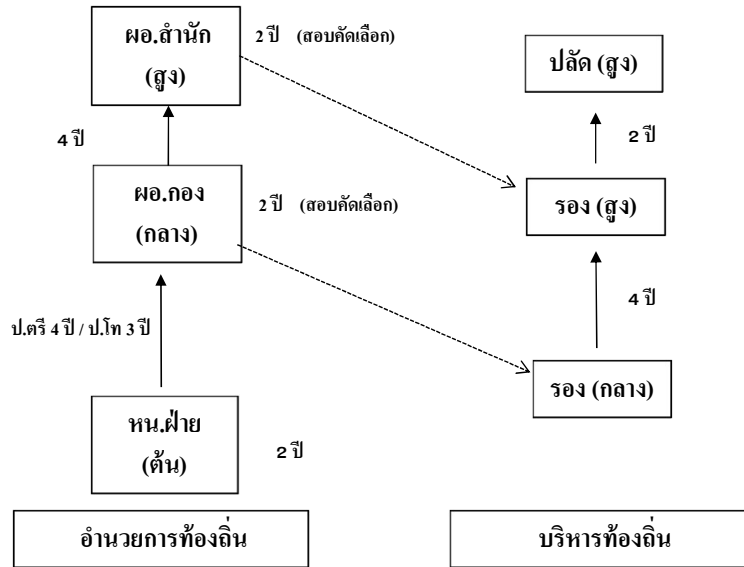 ผอ.สำนัก
(สูง)
2 ปี (สอบคัดเลือก)
ปลัด (สูง)
4 ปี
2 ปี
ผอ.กอง
(กลาง)
2 ปี (สอบคัดเลือก)
รอง (สูง)
4 ปี
ป.ตรี 4 ปี / ป.โท 3 ปี
รอง (กลาง)
หน.ฝ่าย
(ต้น)
2 ปี
อำนวยการท้องถิ่น
บริหารท้องถิ่น